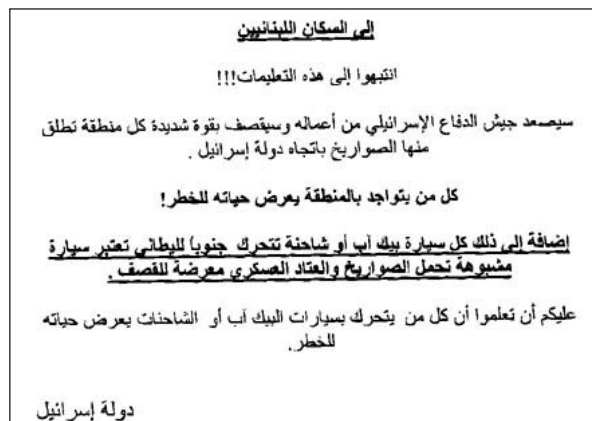 إلى السكان اللبنانيين
انتبهوا إلى هذه التعليمات!!!
سيصعد جيش الدفاع الإسرائيلي من أعماله وسيقصف بقوة شديدة كل منطقة تطلق
منها الصواريخ باتجاه دولة إسرائيل .
كل من يتواجد بالمنطقة يعرض حياته للخطر!
إضافة إلى ذلك كل سيارة بيك آب أو شاحنة تتحرك جنوباً لليطاني تعتبر سيارة
مشبوهة تحمل الصواريخ والعتاد العسكري معرضة للقصف .
عليكم أن تعلموا أن كل من يتحرك بسيارات البيك آب أو الشاحنات يعرض حياته
للخطر.
دولة إسرائيل